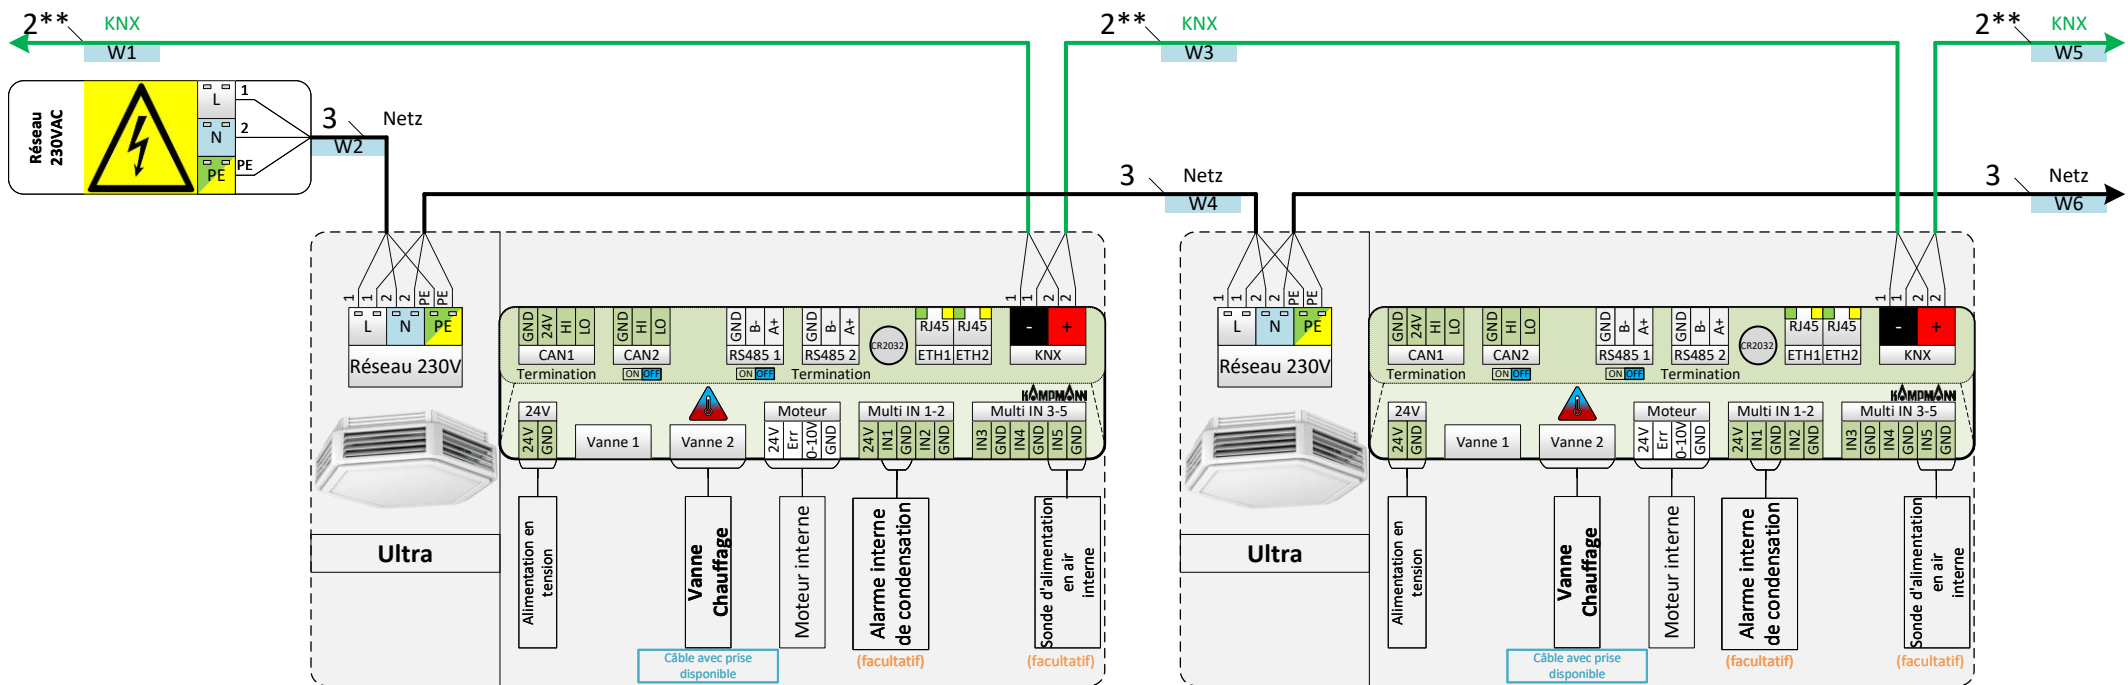 2** KNX
W1
2** KNX
W3
2** KNX
W5
Réseau
230VAC
L 1
N 2
PE PE
3 Netz
W2
3 Netz
W4
3 Netz
W6
1 1 2 2 PE PE
L N PE
Réseau 230V
Ultra
GND 24V HI LO
CAN1
GND HI LO
CAN2
GND B- A+
RS485 1
GND B- A+
RS485 2
CR2032
RJ45 RJ45
ETH1 ETH2
1 1 2 2
- +
KNX
Termination
ON OFF
ON OFF
Termination
KAMPMANN
24V
24V GND
Vanne 1
Vanne 2
Moteur
24V Err 0-10V GND
Multi IN 1-2
24V IN1 GND IN2 GND
Multi IN 3-5
IN3 GND IN4 GND IN5 GND
Alimentation en
tension
Vanne
Chauffage
Moteur interne
Alarme interne
de condensation
Sonde d'alimentation
en air
interne
Câble avec prise
disponible
(facultatif)
(facultatif)
1 1 2 2 PE PE
L N PE
Réseau 230V
Ultra
GND 24V HI LO
CAN1
GND HI LO
CAN2
GND B- A+
RS485 1
GND B- A+
RS485 2
CR2032
RJ45 RJ45
ETH1 ETH2
1 1 2 2
- +
KNX
Termination
ON OFF
ON OFF
Termination
KAMPMANN
24V
24V GND
Vanne 1
Vanne 2
Moteur
24V Err 0-10V GND
Multi IN 1-2
24V IN1 GND IN2 GND
Multi IN 3-5
IN3 GND IN4 GND IN5 GND
Alimentation en
tension
Vanne
Chauffage
Moteur interne
Alarme interne
de condensation
Sonde d'alimentation
en air
interne
Câble avec prise
disponible
(facultatif)
(facultatif)